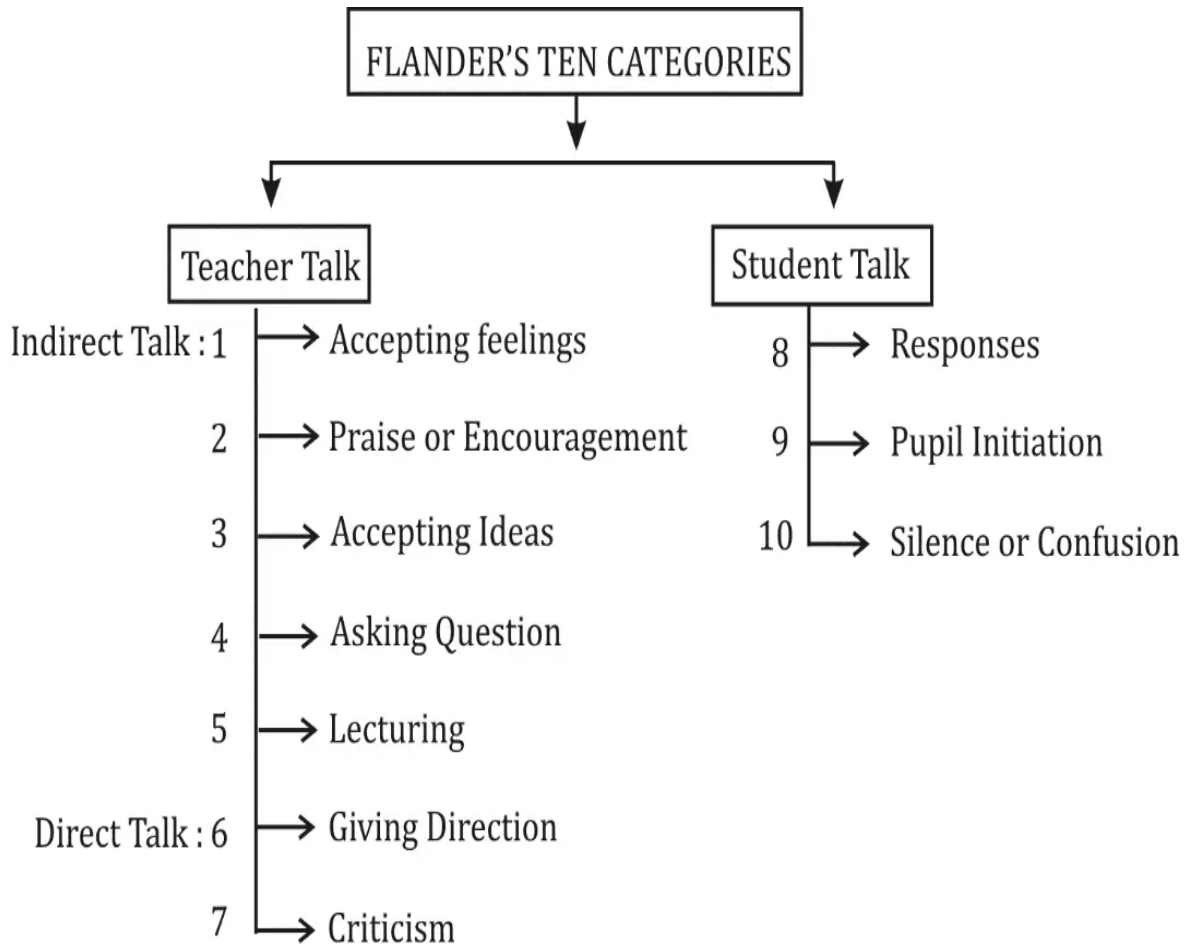 FLANDER’S TEN CATEGORIES
Teacher Talk
Indirect Talk : 1 Accepting feelings
2 Praise or Encouragement
3 Accepting Ideas
4 Asking Question
5 Lecturing
Direct Talk : 6 Giving Direction
7 Criticism
Student Talk
8 Responses
9 Pupil Initiation
10 Silence or Confusion